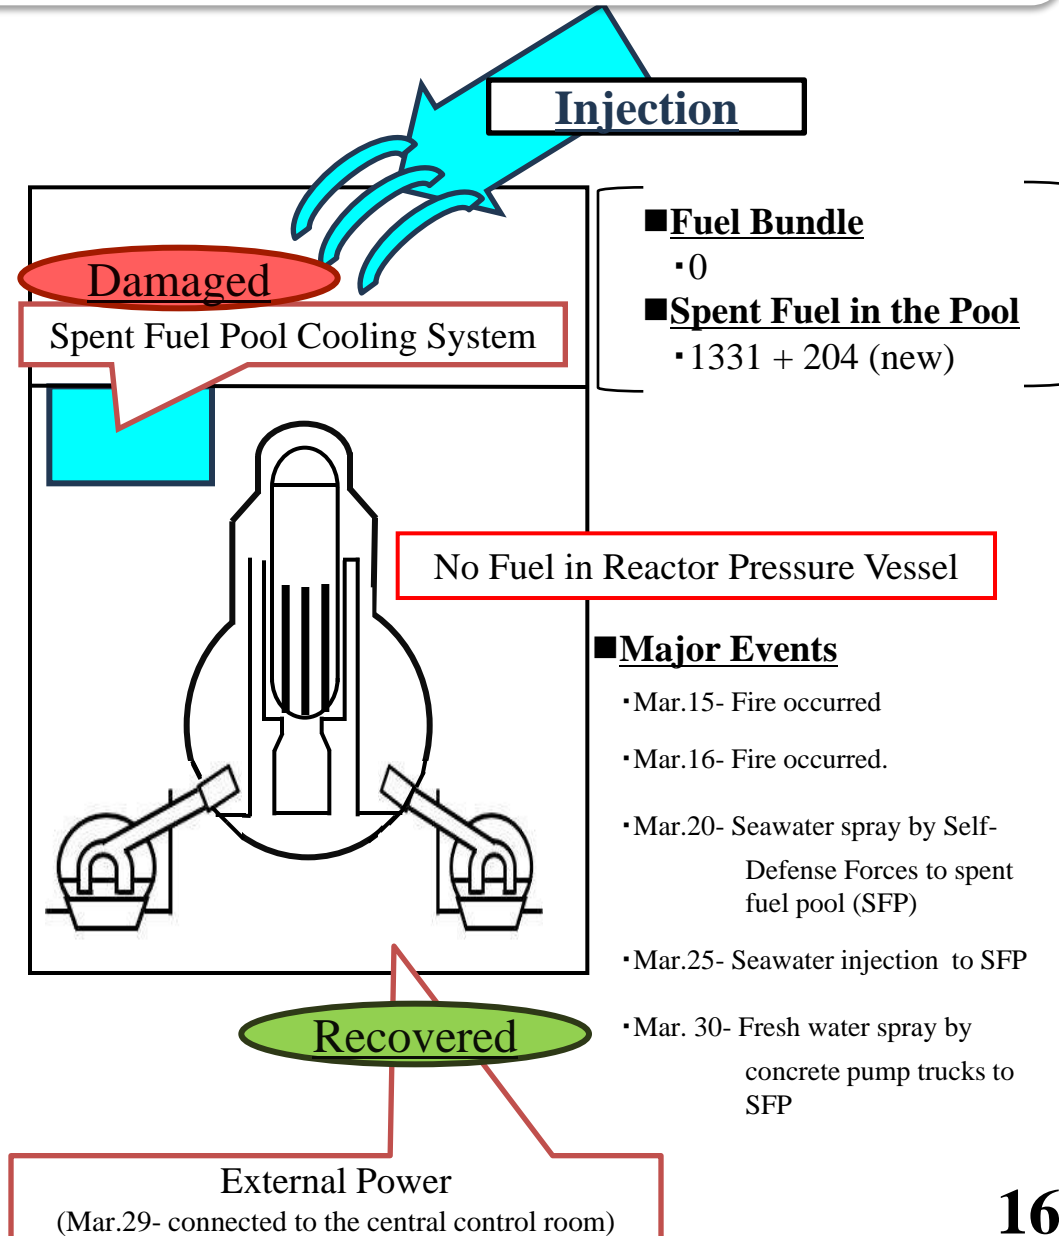 Injection
■Fuel Bundle
・0
■Spent Fuel in the Pool
・1331 + 204 (new)
Damaged
Spent Fuel Pool Cooling System
No Fuel in Reactor Pressure Vessel
■Major Events
・Mar.15- Fire occurred
・Mar.16- Fire occurred.
・Mar.20- Seawater spray by Self-
Defense Forces to spent
fuel pool (SFP)
・Mar.25- Seawater injection to SFP
・Mar. 30- Fresh water spray by
concrete pump trucks to
SFP
Recovered
External Power
(Mar.29- connected to the central control room)
16